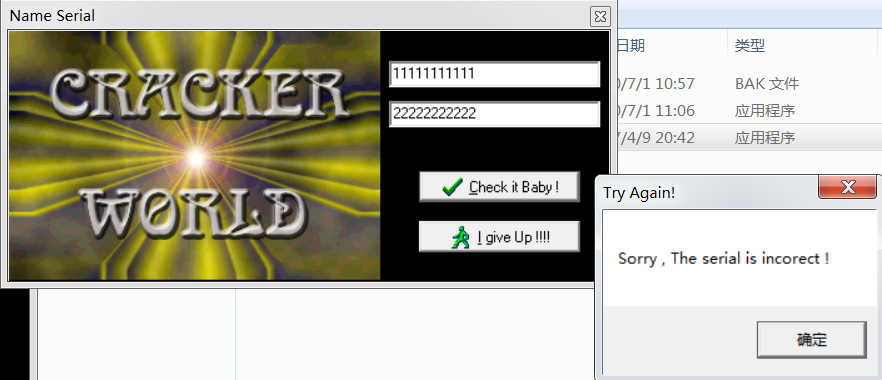 Name Serial
CRACKER
WORLD
11111111111
22222222222
Check it Baby !
I give Up !!!!
日期
类型
0/7/1 10:57
BAK 文件
0/7/1 11:06
应用程序
7/4/9 20:42
应用程序
Try Again!
Sorry , The serial is incorect !
确定